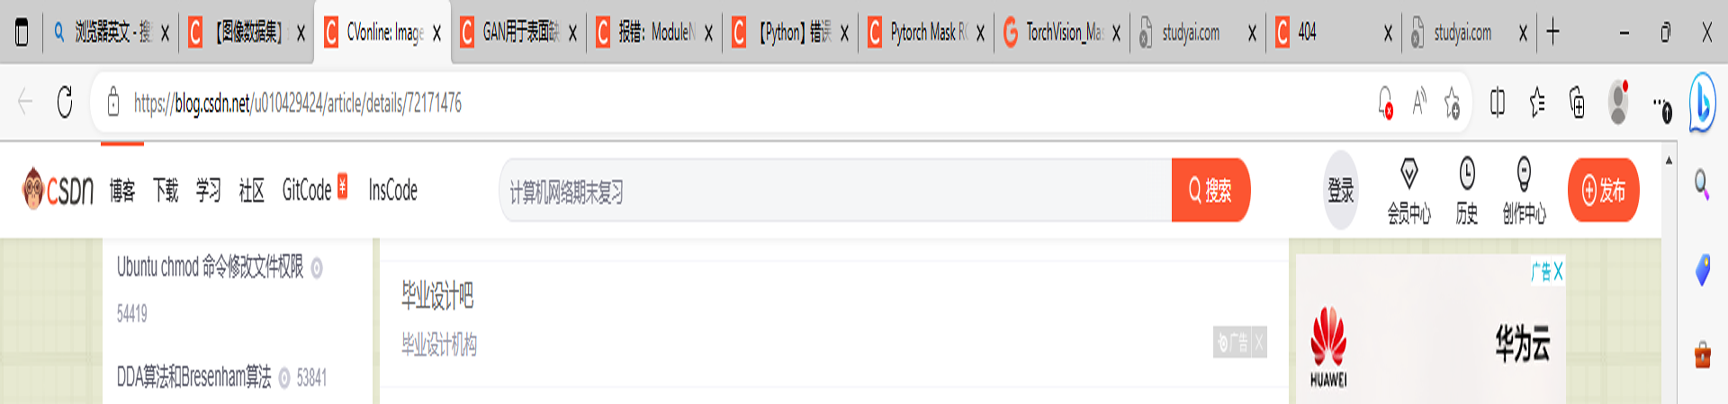 浏览器英文 - 搜
【图像数据集】
CVonline: Image
GAN用于表面缺
报错: ModuleN
【Python】错误
Pytorch Mask R
TorchVision_Ma
studyai.com
404
studyai.com
https://blog.csdn.net/u010429424/article/details/72171476
CSDN 博客 下载 学习 社区 GitCode ¥ InsCode
计算机网络期末复习
搜索
登录
会员中心
历史
创作中心
发布
Ubuntu chmod 命令修改文件权限
54419
DDA算法和Bresenham算法 53841
毕业设计吧
毕业设计机构
广告
广告
HUAWEI
华为云